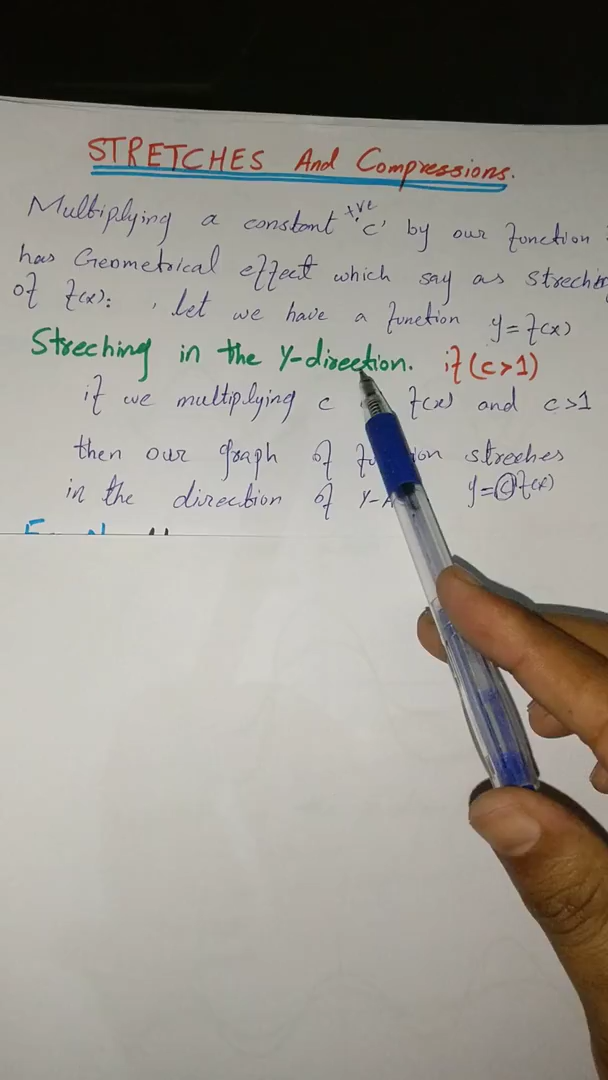 STRETCHES And Compressions.
+ve
Multiplying a constant 'c' by our function
has Geometrical effect which say as Streching
of f(x). , let we have a function y=f(x)
Streching in the Y-direction. if (c>1)
if we multiplying c f(x) and c>1
then our graph of function streches
in the direction of Y- y=cf(x)